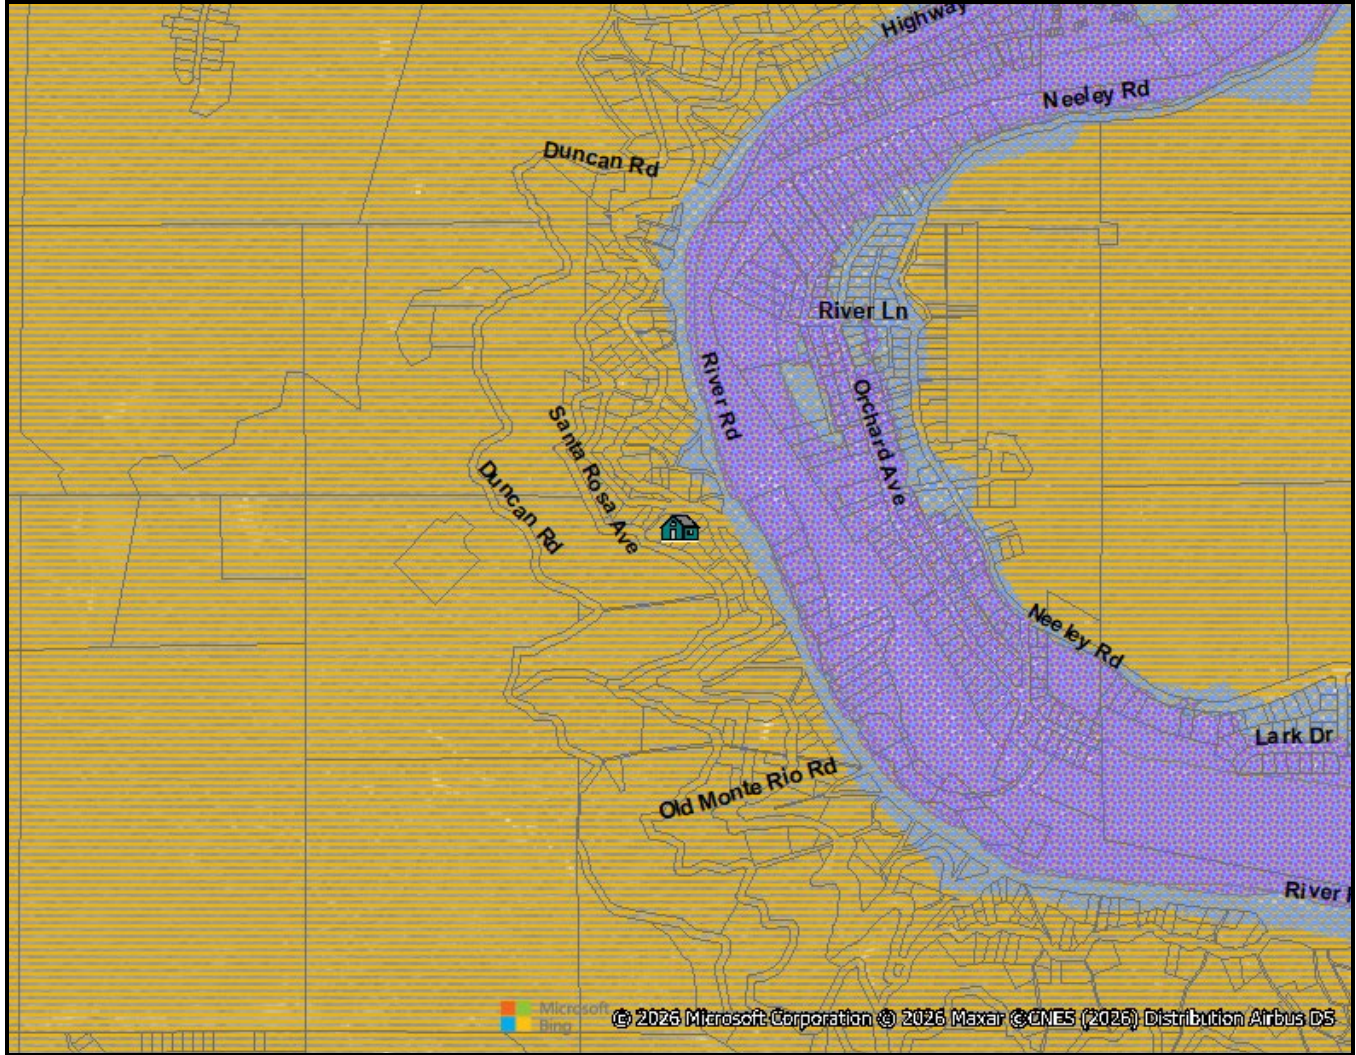 Highway
Neeley Rd
Duncan Rd
River Ln
River Rd
Orchard Ave
Santa Rosa Ave
Duncan Rd
Neeley Rd
Lark Dr
Old Monte Rio Rd
River
Microsoft
Bing
© 2026 Microsoft Corporation © 2026 Maxar ©CNES (2026) Distribution Airbus DS